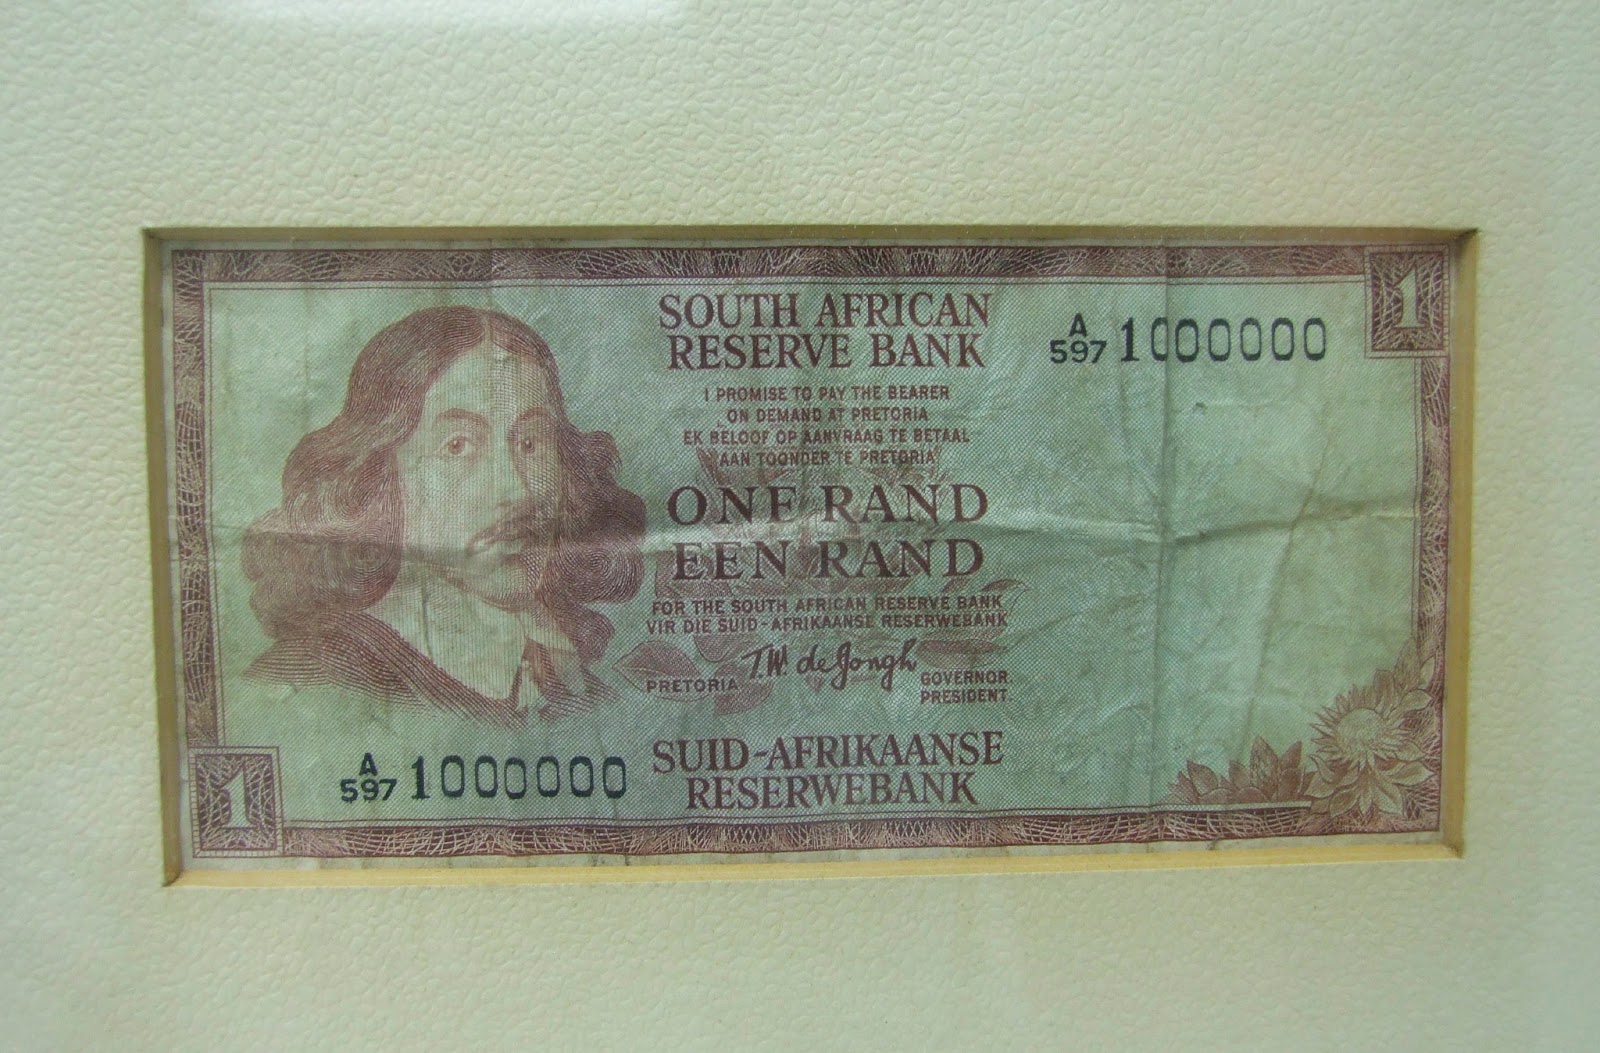 1
SOUTH AFRICAN
RESERVE BANK
A
597 1000000
I PROMISE TO PAY THE BEARER
ON DEMAND AT PRETORIA
EK BELOOF OP AANVRAAG TE BETAAL
AAN TOONDER TE PRETORIA
ONE RAND
EEN RAND
FOR THE SOUTH AFRICAN RESERVE BANK
VIR DIE SUID-AFRIKAANSE RESERWEBANK
T.W. de Jongh
PRETORIA
GOVERNOR.
PRESIDENT.
A
597 1000000
SUID-AFRIKAANSE
RESERWEBANK
1